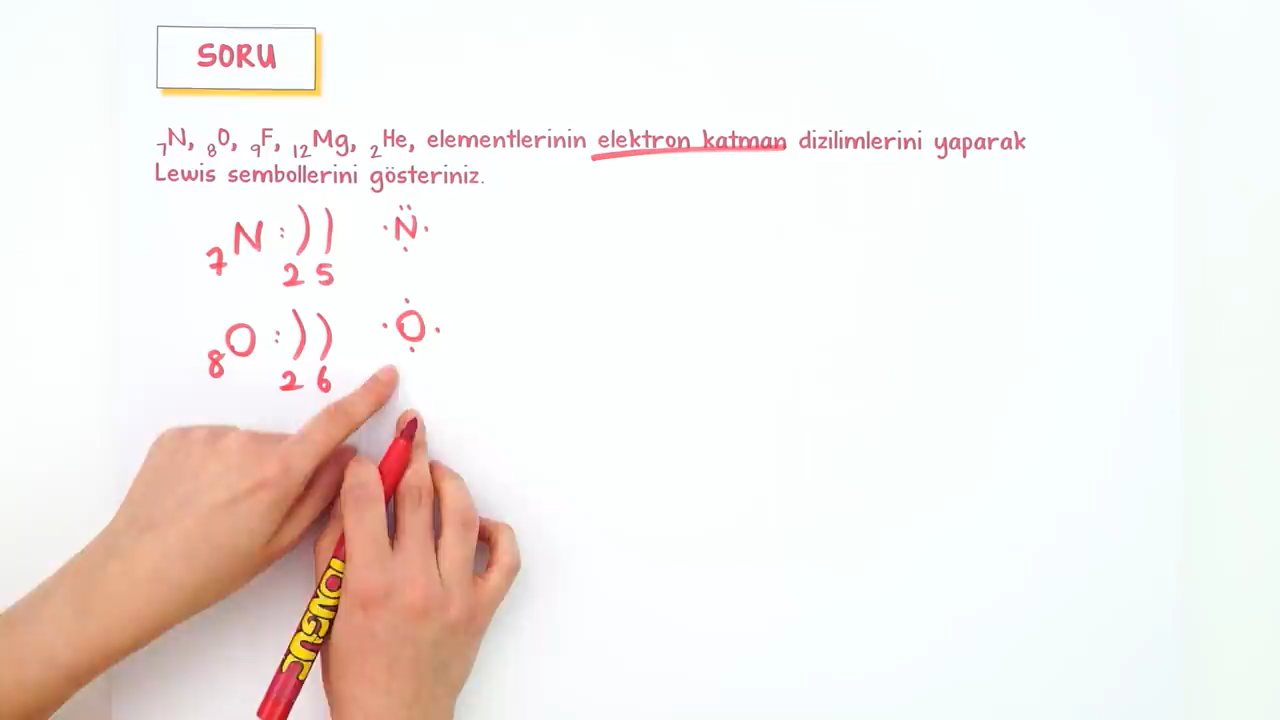 SORU
₇N, ₈O, ₉F, ₁₂Mg, ₂He, elementlerinin elektron katman dizilimlerini yaparak
Lewis sembollerini gösteriniz.
₇N : ) ) ·N̈·
2 5
₈O : ) ) ·O·
2 6
TONGUÇ